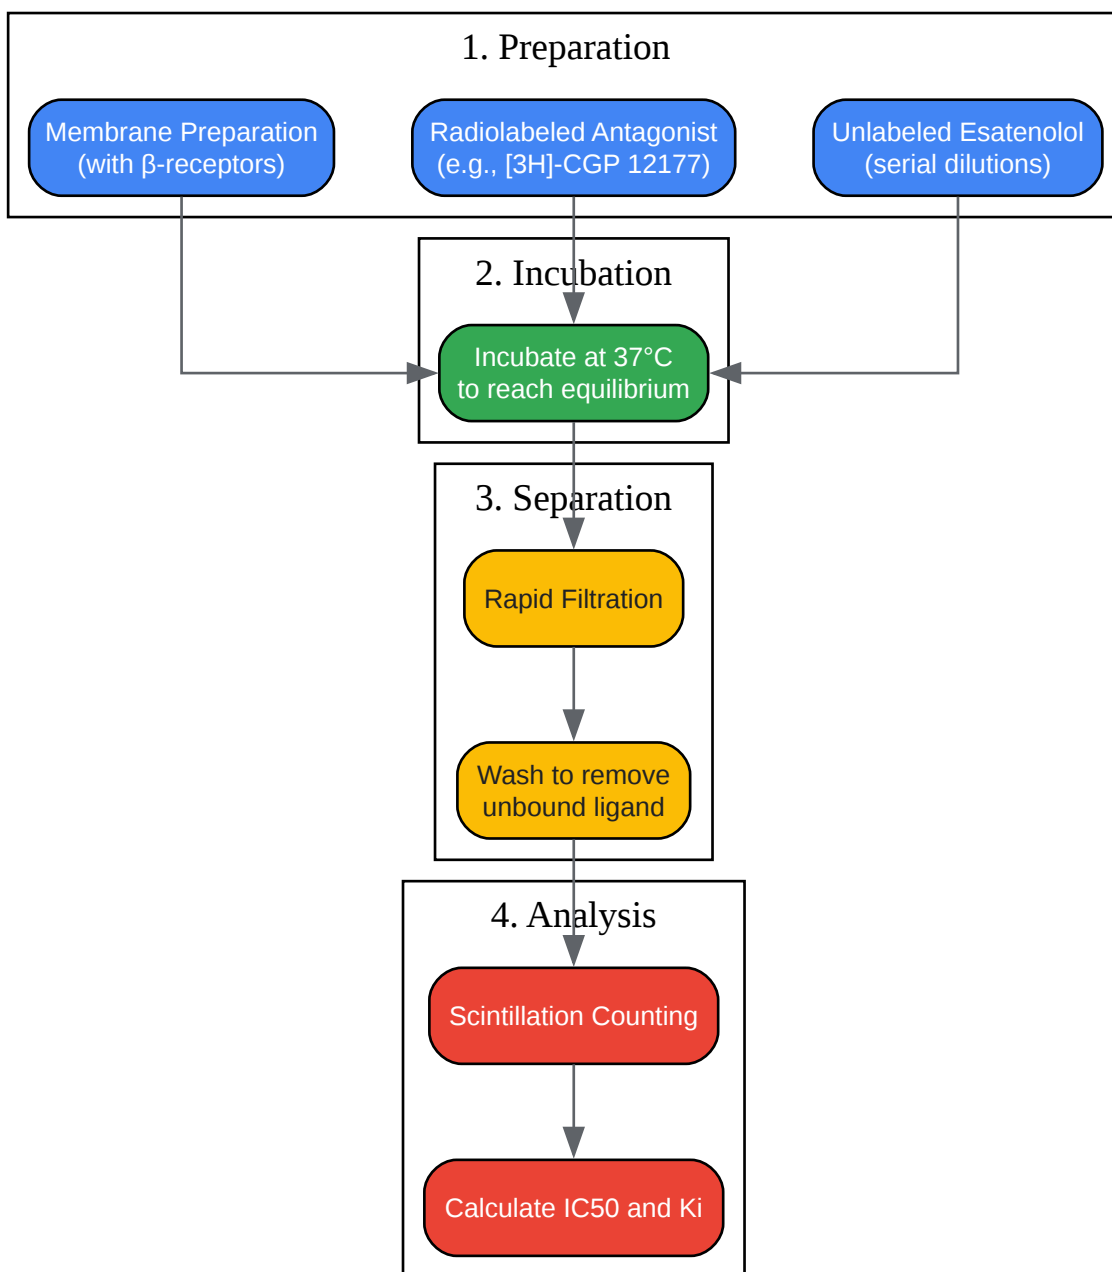 1. Preparation
Membrane Preparation
(with β-receptors)
Radiolabeled Antagonist
(e.g., [3H]-CGP 12177)
Unlabeled Esatenolol
(serial dilutions)
2. Incubation
Incubate at 37°C
to reach equilibrium
3. Separation
Rapid Filtration
Wash to remove
unbound ligand
4. Analysis
Scintillation Counting
Calculate IC50 and Ki